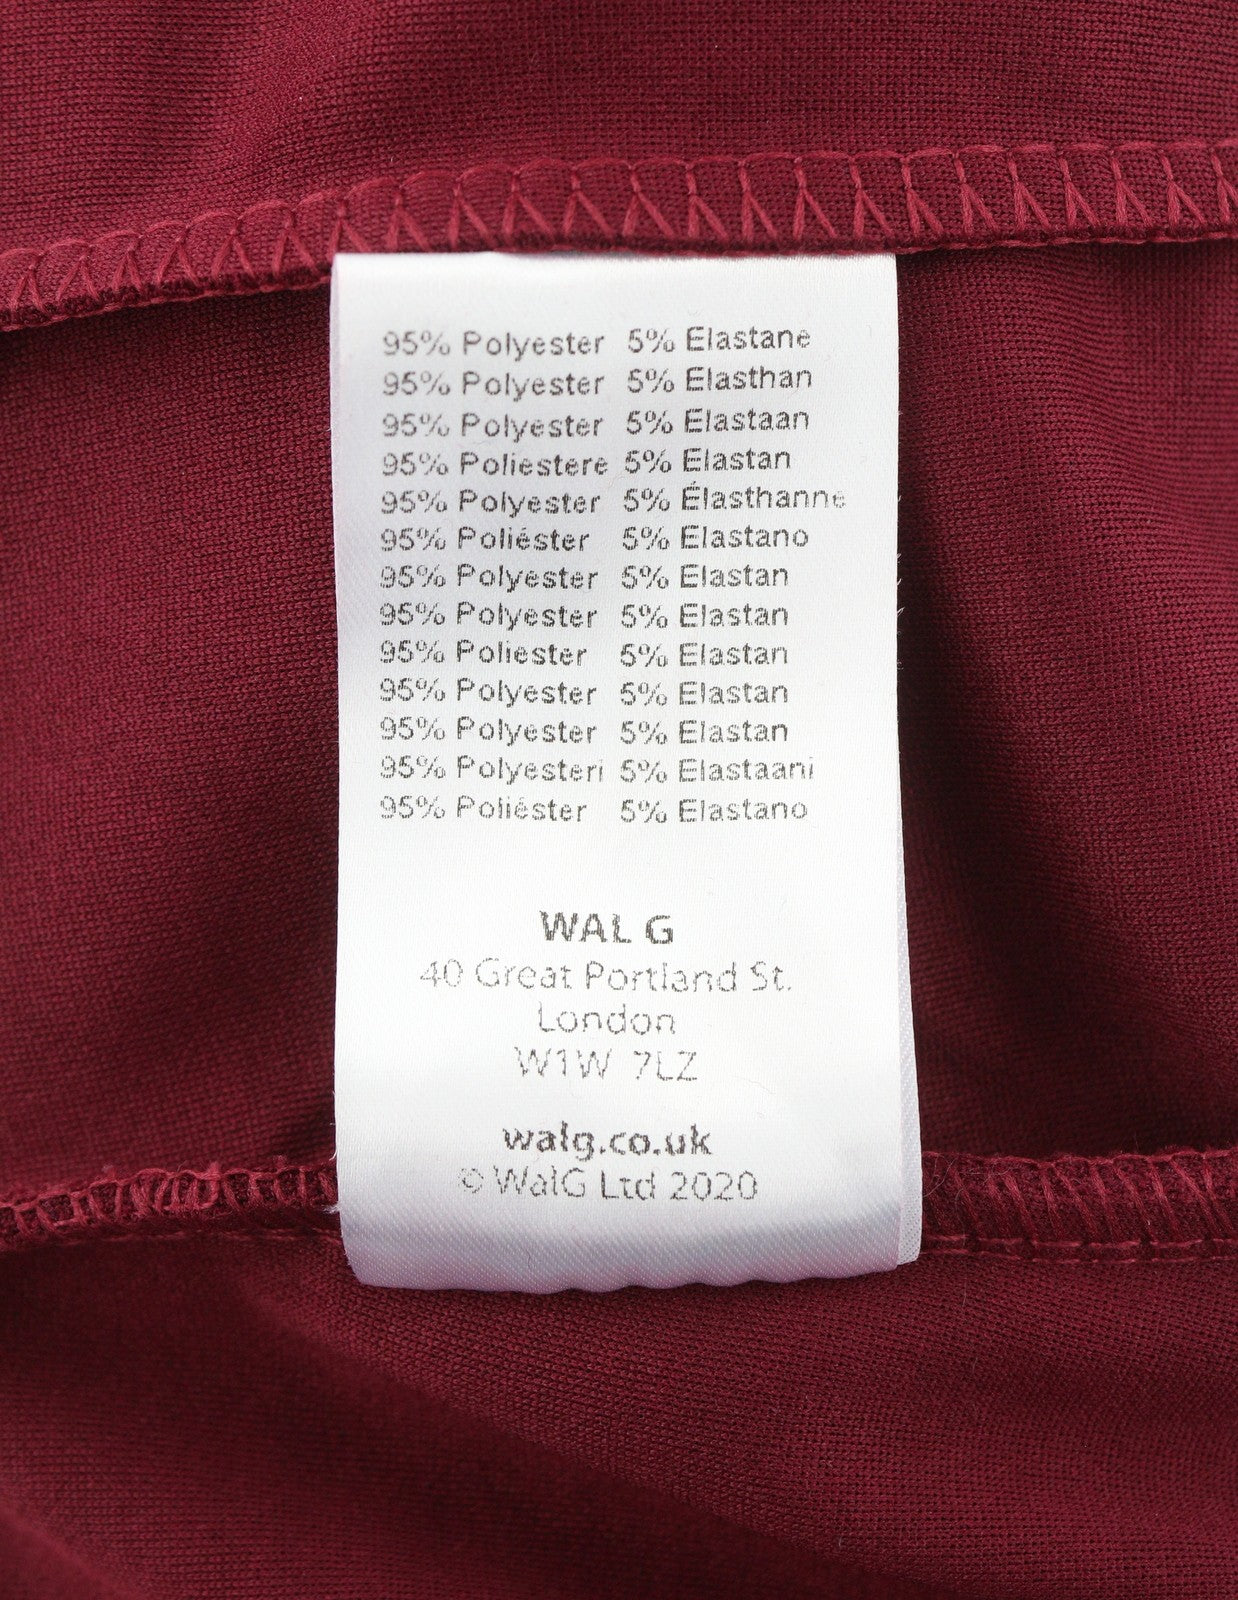 95% Polyester 5% Elastane
95% Polyester 5% Elasthan
95% Polyester 5% Elastaan
95% Poliestere 5% Elastan
95% Polyester 5% Élasthanne
95% Poliéster 5% Elastano
95% Polyester 5% Elastan
95% Polyester 5% Elastan
95% Poliester 5% Elastan
95% Polyester 5% Elastan
95% Polyester 5% Elastan
95% Polyesteri 5% Elastaani
95% Poliéster 5% Elastano
WAL G
40 Great Portland St.
London
W1W 7LZ
walg.co.uk
© WalG Ltd 2020